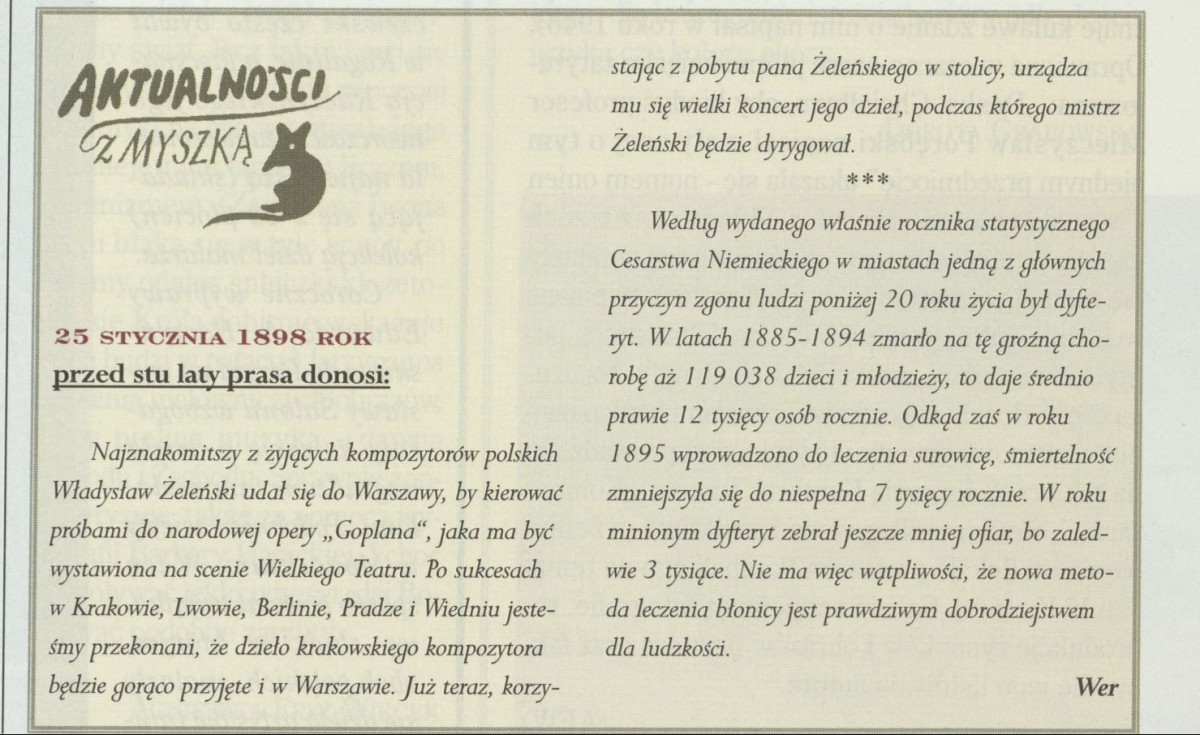 AKTUALNOŚCI
Z MYSZKĄ
25 STYCZNIA 1898 ROK
przed stu laty prasa donosi:
Najznakomitszy z żyjących kompozytorów polskich
Władysław Żeleński udał się do Warszawy, by kierować
próbami do narodowej opery „Goplana“, jaka ma być
wystawiona na scenie Wielkiego Teatru. Po sukcesach
w Krakowie, Lwowie, Berlinie, Pradze i Wiedniu jeste-
śmy przekonani, że dzieło krakowskiego kompozytora
będzie gorąco przyjęte i w Warszawie. Już teraz, korzy-
stając z pobytu pana Żeleńskiego w stolicy, urządza
mu się wielki koncert jego dzieł, podczas którego mistrz
Żeleński będzie dyrygował.
***
Według wydanego właśnie rocznika statystycznego
Cesarstwa Niemieckiego w miastach jedną z głównych
przyczyn zgonu ludzi poniżej 20 roku życia był dyfte-
ryt. W latach 1885-1894 zmarło na tę groźną cho-
robę aż 119 038 dzieci i młodzieży, to daje średnio
prawie 12 tysięcy osób rocznie. Odkąd zaś w roku
1895 wprowadzono do leczenia surowicę, śmiertelność
zmniejszyła się do niespełna 7 tysięcy rocznie. W roku
minionym dyfteryt zebrał jeszcze mniej ofiar, bo zaled-
wie 3 tysiące. Nie ma więc wątpliwości, że nowa meto-
da leczenia błonicy jest prawdziwym dobrodziejstwem
dla ludzkości.
Wer